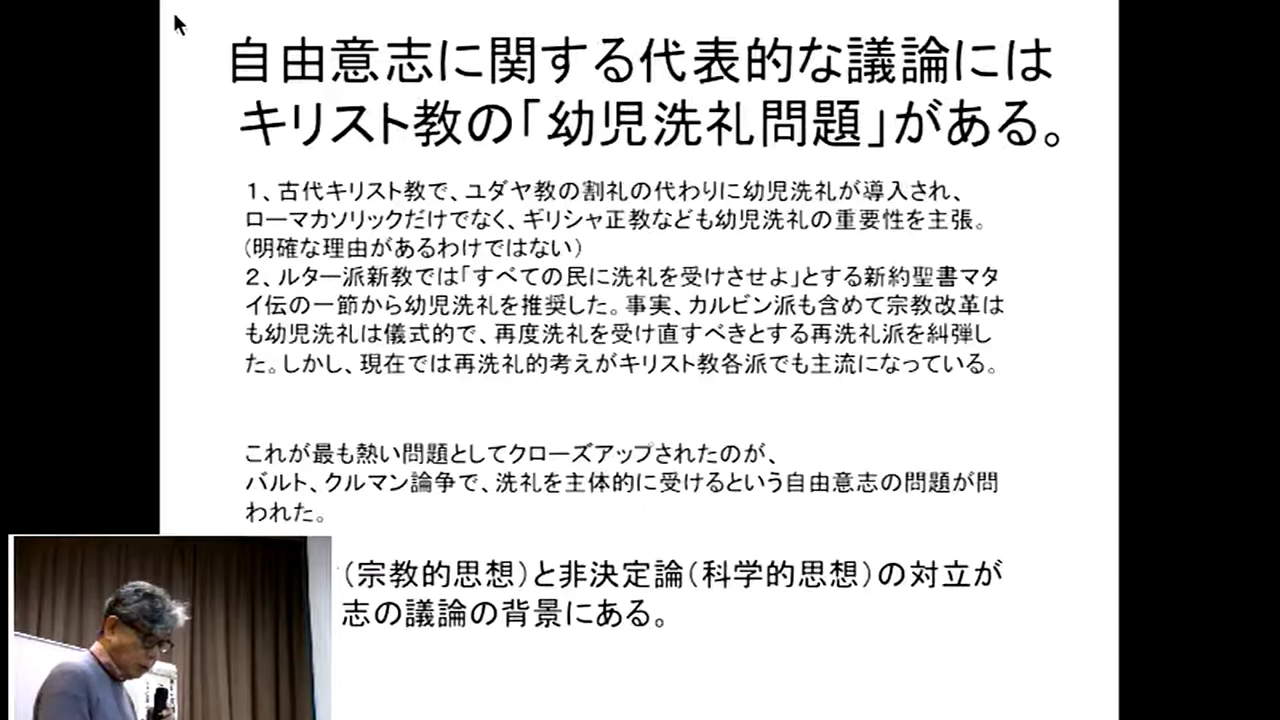 自由意志に関する代表的な議論には
キリスト教の「幼児洗礼問題」がある。
１、古代キリスト教で、ユダヤ教の割礼の代わりに幼児洗礼が導入され、
ローマカソリックだけでなく、ギリシャ正教なども幼児洗礼の重要性を主張。
(明確な理由があるわけではない）
２、ルター派新教では「すべての民に洗礼を受けさせよ」とする新約聖書マタ
イ伝の一節から幼児洗礼を推奨した。事実、カルビン派も含めて宗教改革は
も幼児洗礼は儀式的で、再度洗礼を受け直すべきとする再洗礼派を糾弾し
た。しかし、現在では再洗礼的考えがキリスト教各派でも主流になっている。
これが最も熱い問題としてクローズアップされたのが、
バルト、クルマン論争で、洗礼を主体的に受けるという自由意志の問題が問
われた。
（宗教的思想）と非決定論（科学的思想）の対立が
志の議論の背景にある。